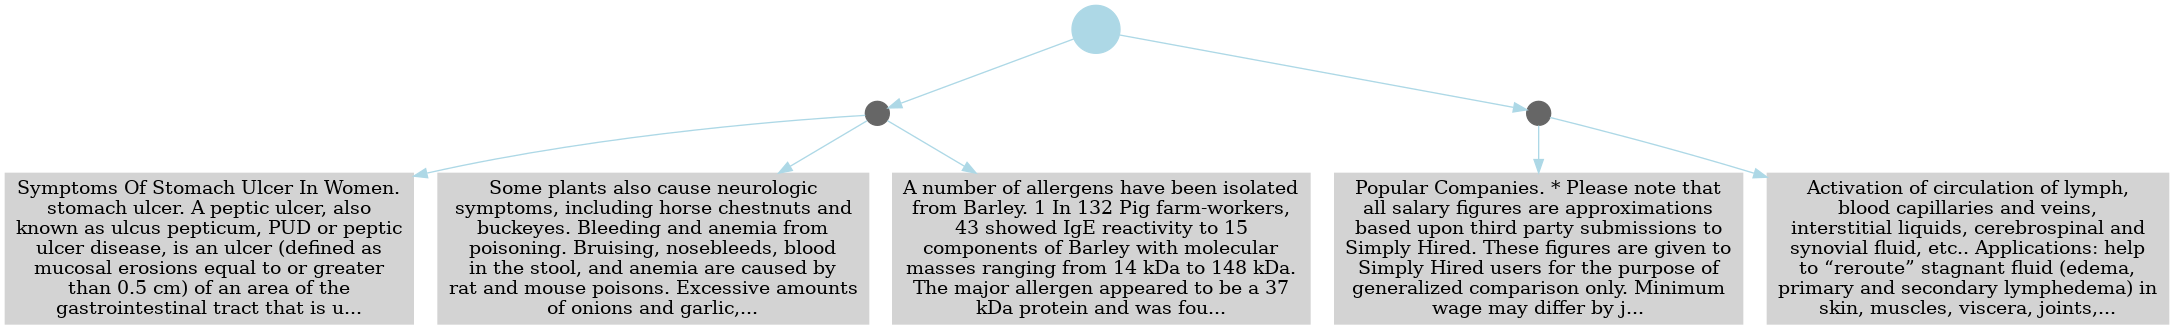 Symptoms Of Stomach Ulcer In Women.
stomach ulcer. A peptic ulcer, also
known as ulcus pepticum, PUD or peptic
ulcer disease, is an ulcer (defined as
mucosal erosions equal to or greater
than 0.5 cm) of an area of the
gastrointestinal tract that is u...
Some plants also cause neurologic
symptoms, including horse chestnuts and
buckeyes. Bleeding and anemia from
poisoning. Bruising, nosebleeds, blood
in the stool, and anemia are caused by
rat and mouse poisons. Excessive amounts
of onions and garlic,...
A number of allergens have been isolated
from Barley. 1 In 132 Pig farm-workers,
43 showed IgE reactivity to 15
components of Barley with molecular
masses ranging from 14 kDa to 148 kDa.
The major allergen appeared to be a 37
kDa protein and was fou...
Popular Companies. * Please note that
all salary figures are approximations
based upon third party submissions to
Simply Hired. These figures are given to
Simply Hired users for the purpose of
generalized comparison only. Minimum
wage may differ by j...
Activation of circulation of lymph,
blood capillaries and veins,
interstitial liquids, cerebrospinal and
synovial fluid, etc.. Applications: help
to “reroute” stagnant fluid (edema,
primary and secondary lymphedema) in
skin, muscles, viscera, joints,...